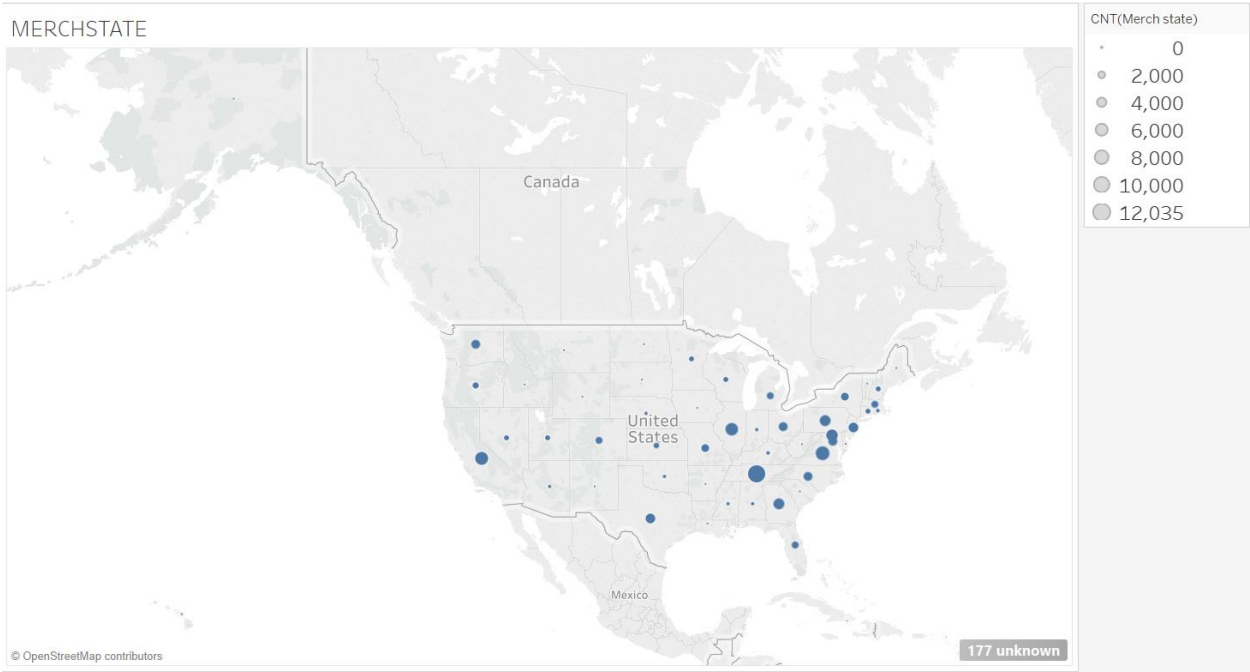 MERCHSTATE
CNT(Merch state)
0
2,000
4,000
6,000
8,000
10,000
12,035
Canada
United
States
Mexico
© OpenStreetMap contributors
177 unknown